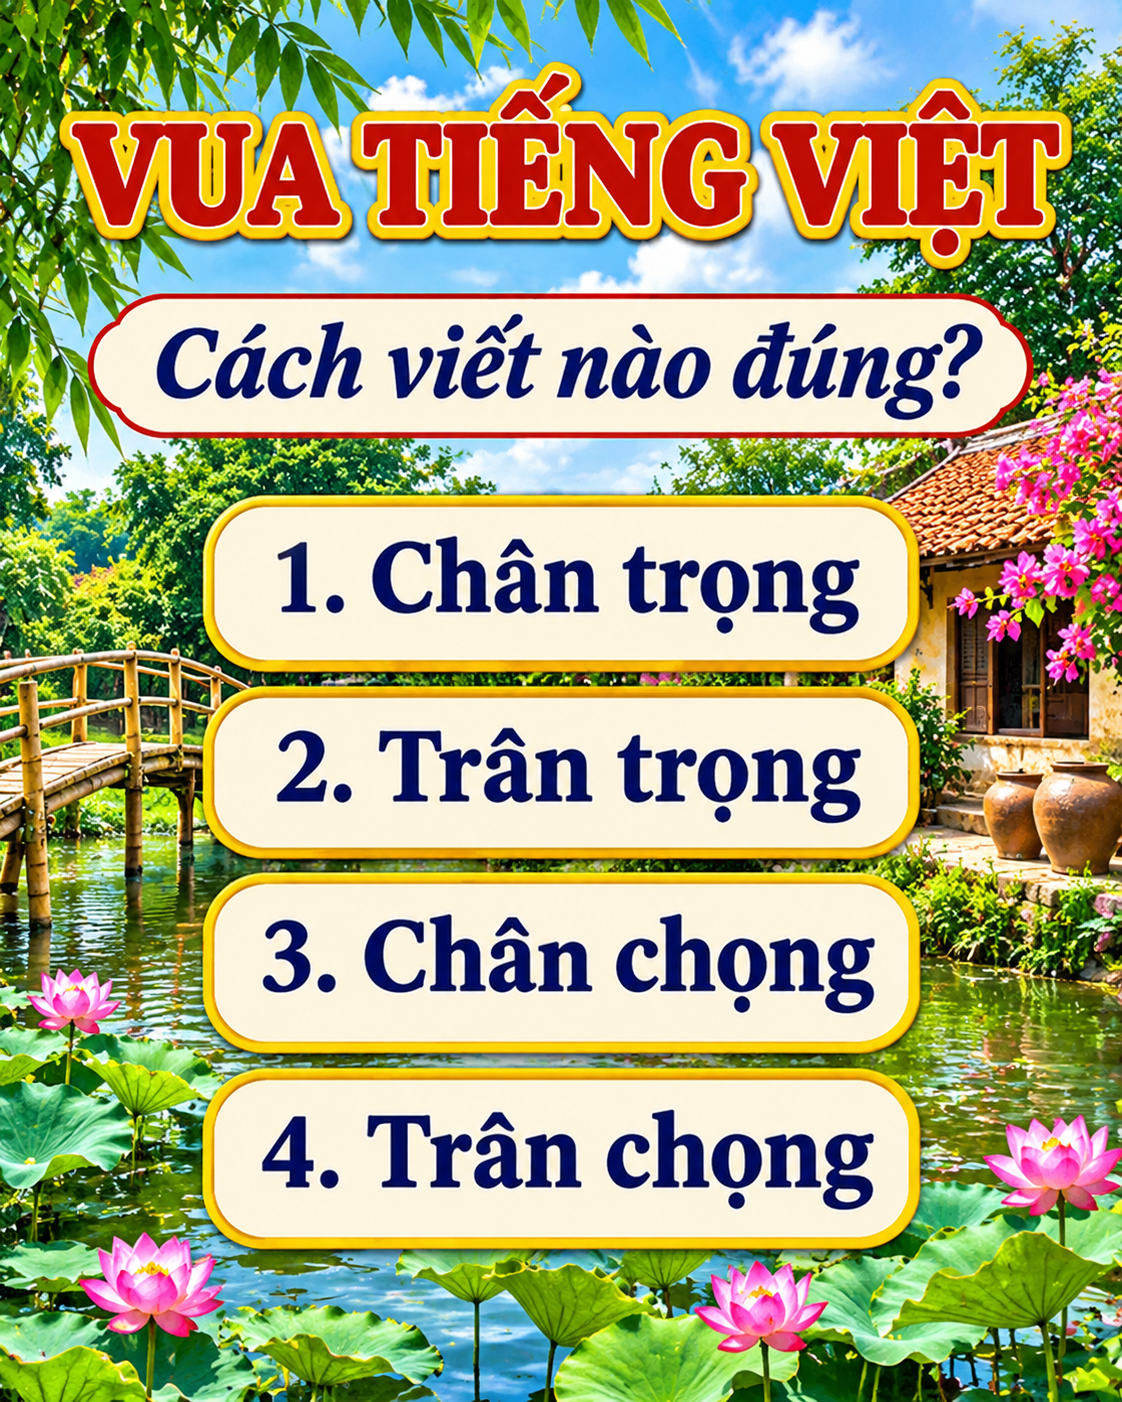 VUA TIẾNG VIỆT
Cách viết nào đúng?
1. Chân trọng
2. Trân trọng
3. Chân chọng
4. Trân chọng